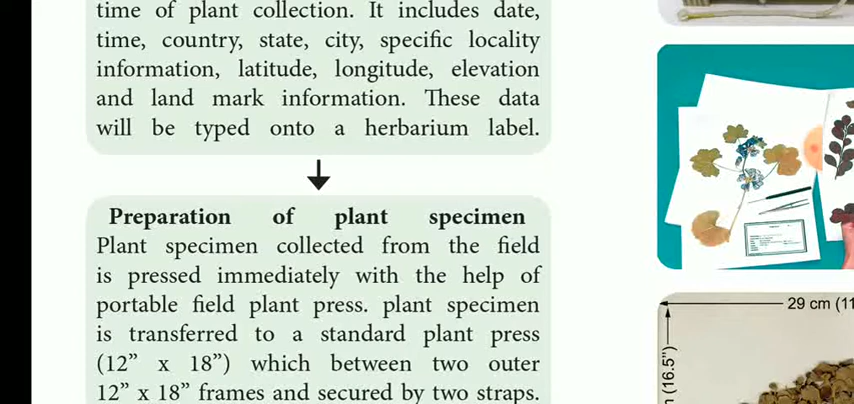 time of plant collection. It includes date,
time, country, state, city, specific locality
information, latitude, longitude, elevation
and land mark information. These data
will be typed onto a herbarium label.
Preparation of plant specimen
Plant specimen collected from the field
is pressed immediately with the help of
portable field plant press. plant specimen
is transferred to a standard plant press
(12” x 18”) which between two outer
12” x 18” frames and secured by two straps.
29 cm (11
(16.5”)